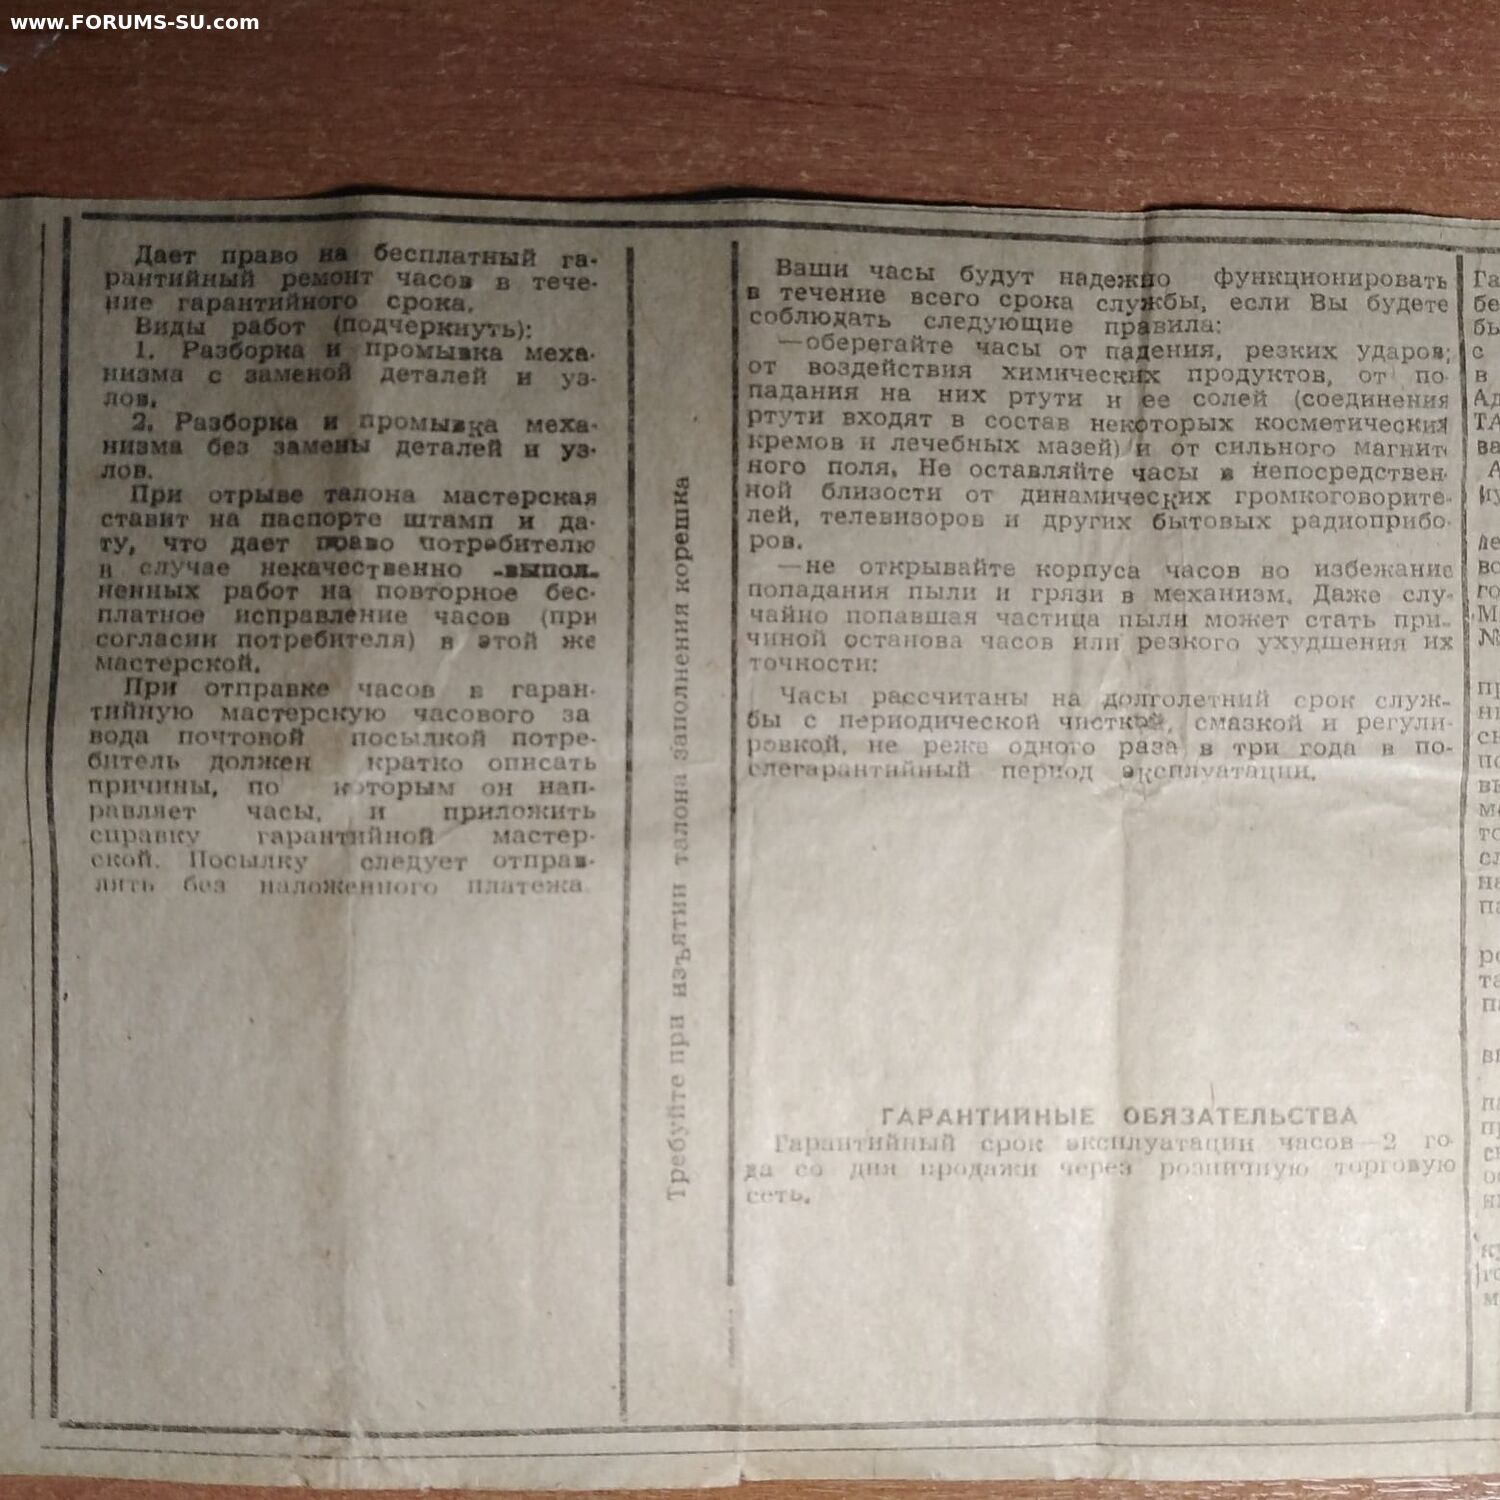 www.FORUMS-SU.com
Дает право на бесплатный га-
рантийный ремонт часов в тече-
ние гарантийного срока.
Виды работ (подчеркнуть):
1. Разборка и промывка меха-
низма с заменой деталей и уз-
лов.
2. Разборка и промывка меха-
низма без замены деталей и уз-
лов.
При отрыве талона мастерская
ставит на паспорте штамп и да-
ту, что дает право потребителю
в случае некачественно -выпол-
ненных работ на повторное бес-
платное исправление часов (при
согласии потребителя) в этой же
мастерской.
При отправке часов в гаран-
тийную мастерскую часового за
вода почтовой посылкой потре-
битель должен кратко описать
причины, по которым он нап-
равляет часы, и приложить
справку гарантийной мастер-
ской. Посылку следует отправ-
лять без наложенного платежа
Требуйте при изъятии талона заполнения корешка
Ваши часы будут надежно функционировать
в течение всего срока службы, если Вы будете
соблюдать следующие правила:
—оберегайте часы от падения, резких ударов;
от воздействия химических продуктов, от по-
падания на них ртути и ее солей (соединения
ртути входят в состав некоторых косметических
кремов и лечебных мазей) и от сильного магнит-
ного поля. Не оставляйте часы в непосредствен-
ной близости от динамических громкоговорите-
лей, телевизоров и других бытовых радиоприбо-
ров.
—не открывайте корпуса часов во избежание
попадания пыли и грязи в механизм. Даже слу-
чайно попавшая частица пыли может стать при-
чиной останова часов или резкого ухудшения их
точности:
Часы рассчитаны на долголетний срок служ-
бы с периодической чисткой, смазкой и регули-
ровкой, не реже одного раза в три года в по-
слегарантийный период эксплуатации.
ГАРАНТИЙНЫЕ ОБЯЗАТЕЛЬСТВА
Гарантийный срок эксплуатации часов—2 го-
да со дня продажи через розничную торговую
сеть.